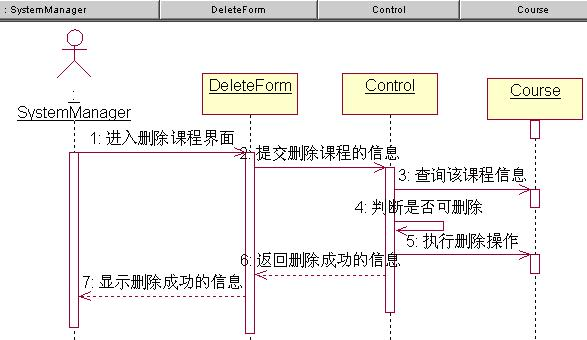 : SystemManager
DeleteForm
Control
Course
:
SystemManager
DeleteForm
Control
Course
1: 进入删除课程界面
2: 提交删除课程的信息
3: 查询该课程信息
4: 判断是否可删除
5: 执行删除操作
6: 返回删除成功的信息
7: 显示删除成功的信息